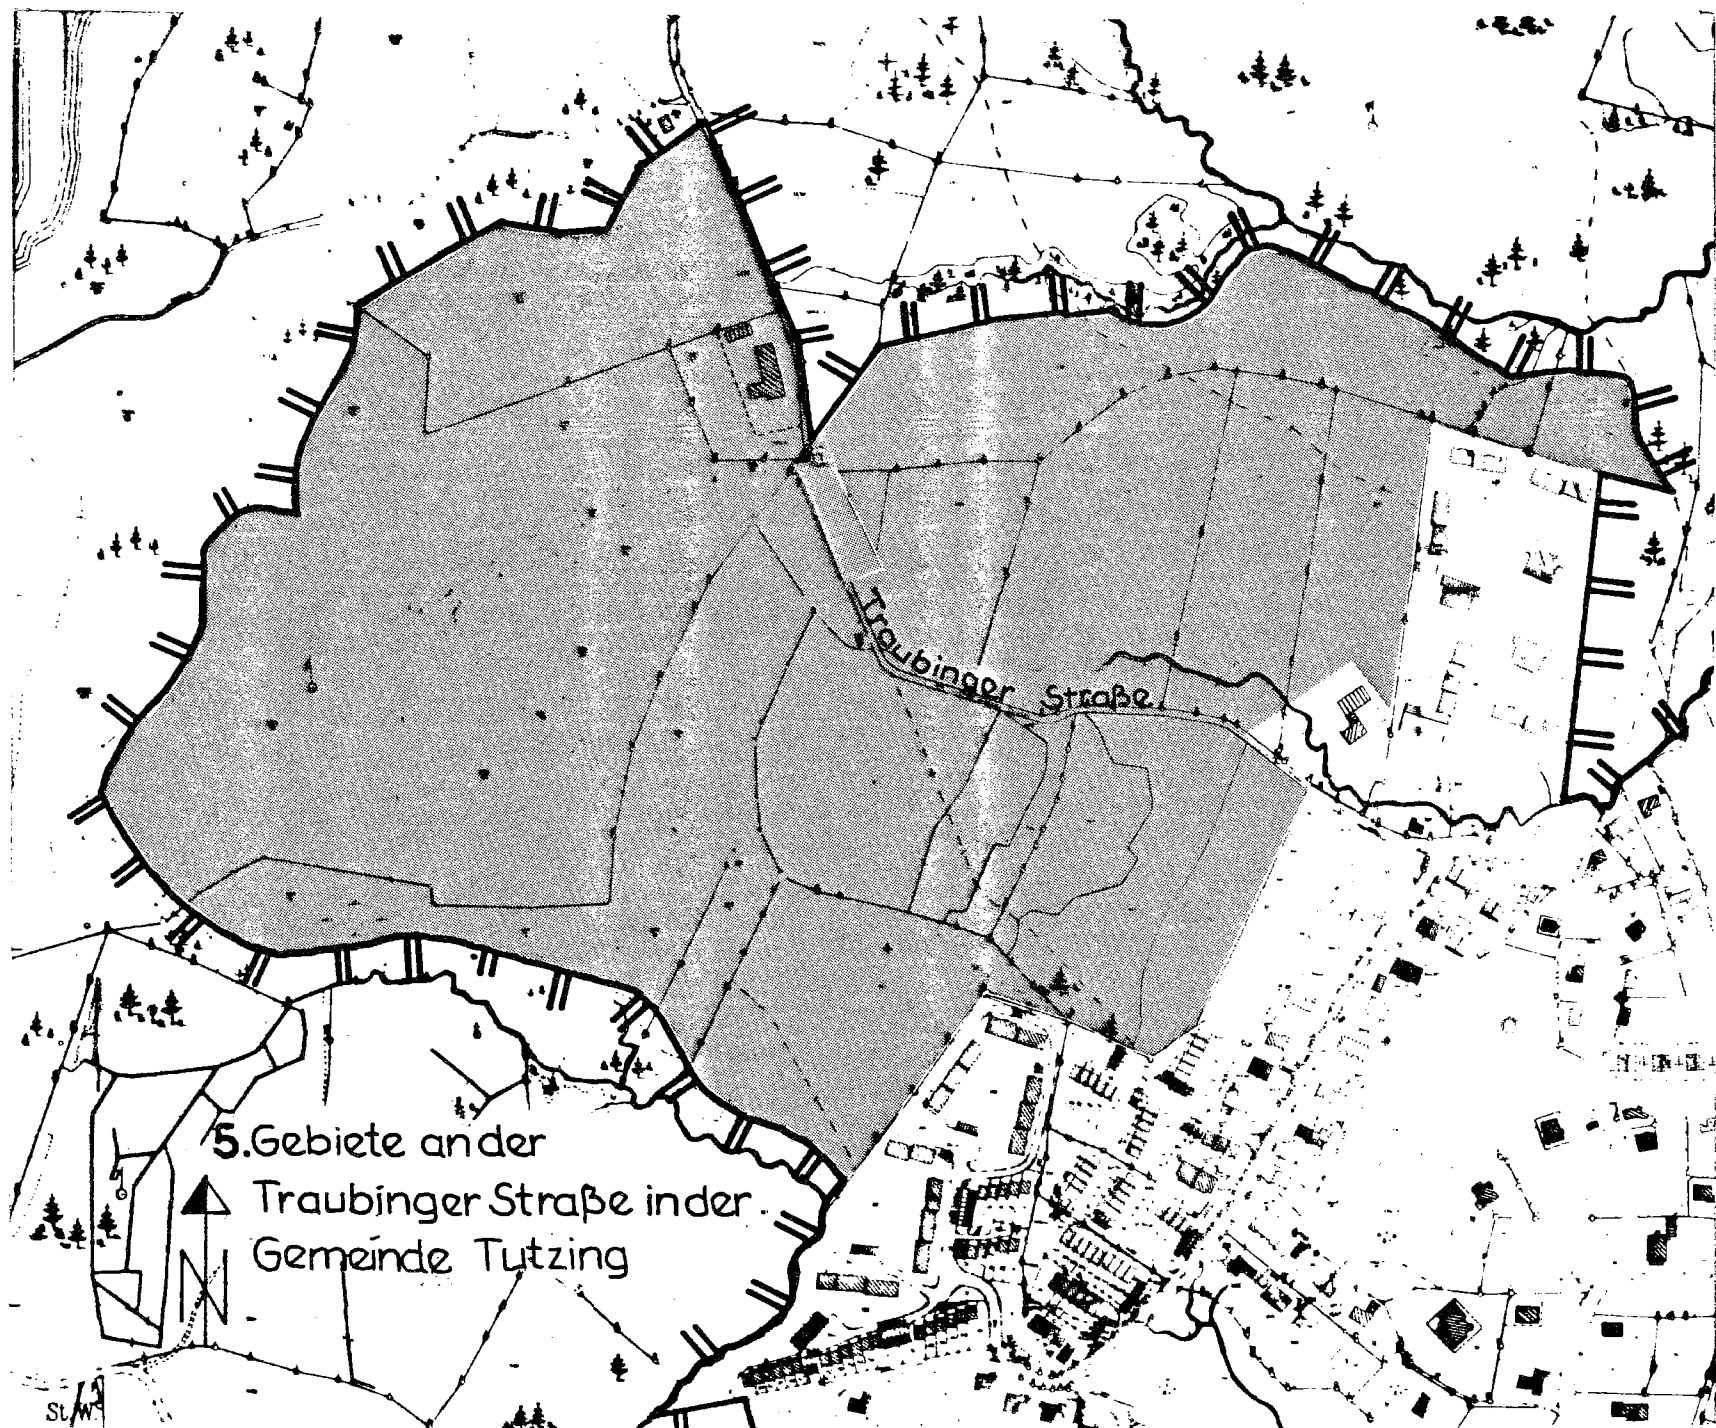 Traubinger Straße
5. Gebiete an der
Traubinger Straße in der
Gemeinde Tutzing
N
St.W.